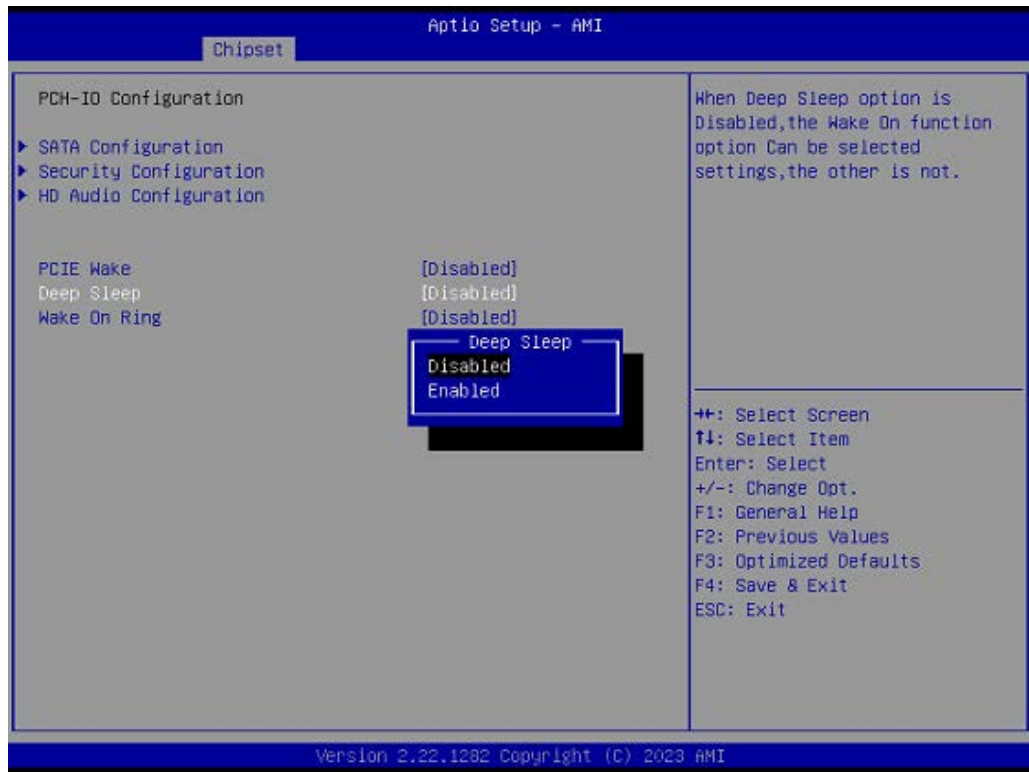 Aptio Setup – AMI
Chipset
PCH-IO Configuration
SATA Configuration
Security Configuration
HD Audio Configuration
PCIE Wake [Disabled]
Deep Sleep [Disabled]
Wake On Ring [Disabled]
Deep Sleep
Disabled
Enabled
When Deep Sleep option is
Disabled,the Wake On function
option Can be selected
settings,the other is not.
→←: Select Screen
↑↓: Select Item
Enter: Select
+/-: Change Opt.
F1: General Help
F2: Previous Values
F3: Optimized Defaults
F4: Save & Exit
ESC: Exit
Version 2.22.1282 Copyright (C) 2023 AMI